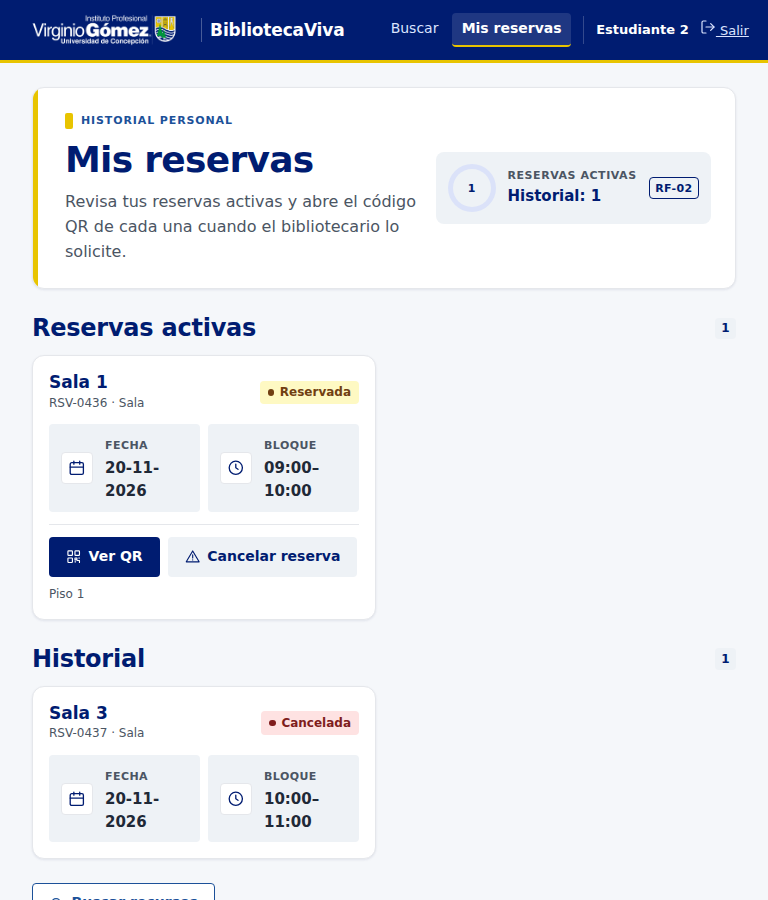 Instituto Profesional
VirginioGómez
Universidad de Concepción
BibliotecaViva
Buscar
Mis reservas
Estudiante 2
Salir
HISTORIAL PERSONAL
Mis reservas
Revisa tus reservas activas y abre el código
QR de cada una cuando el bibliotecario lo
solicite.
1
RESERVAS ACTIVAS
Historial: 1
RF-02
Reservas activas
1
Sala 1
RSV-0436 · Sala
Reservada
FECHA
20-11-
2026
BLOQUE
09:00–
10:00
Ver QR
Cancelar reserva
Piso 1
Historial
1
Sala 3
RSV-0437 · Sala
Cancelada
FECHA
20-11-
2026
BLOQUE
10:00–
11:00
Buscar recursos